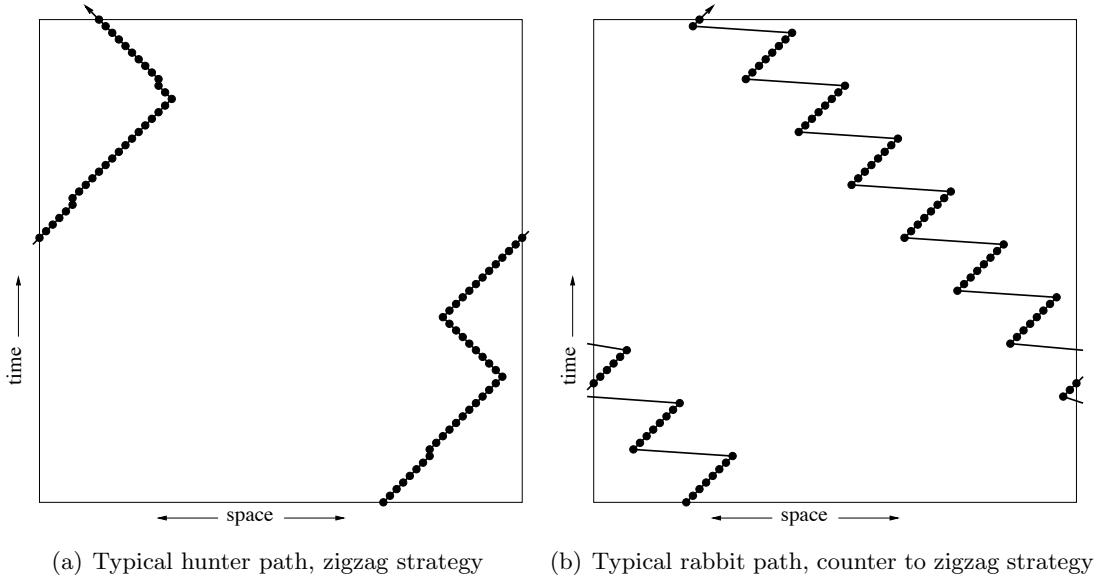 time
space
time
space
(a) Typical hunter path, zigzag strategy
(b) Typical rabbit path, counter to zigzag strategy